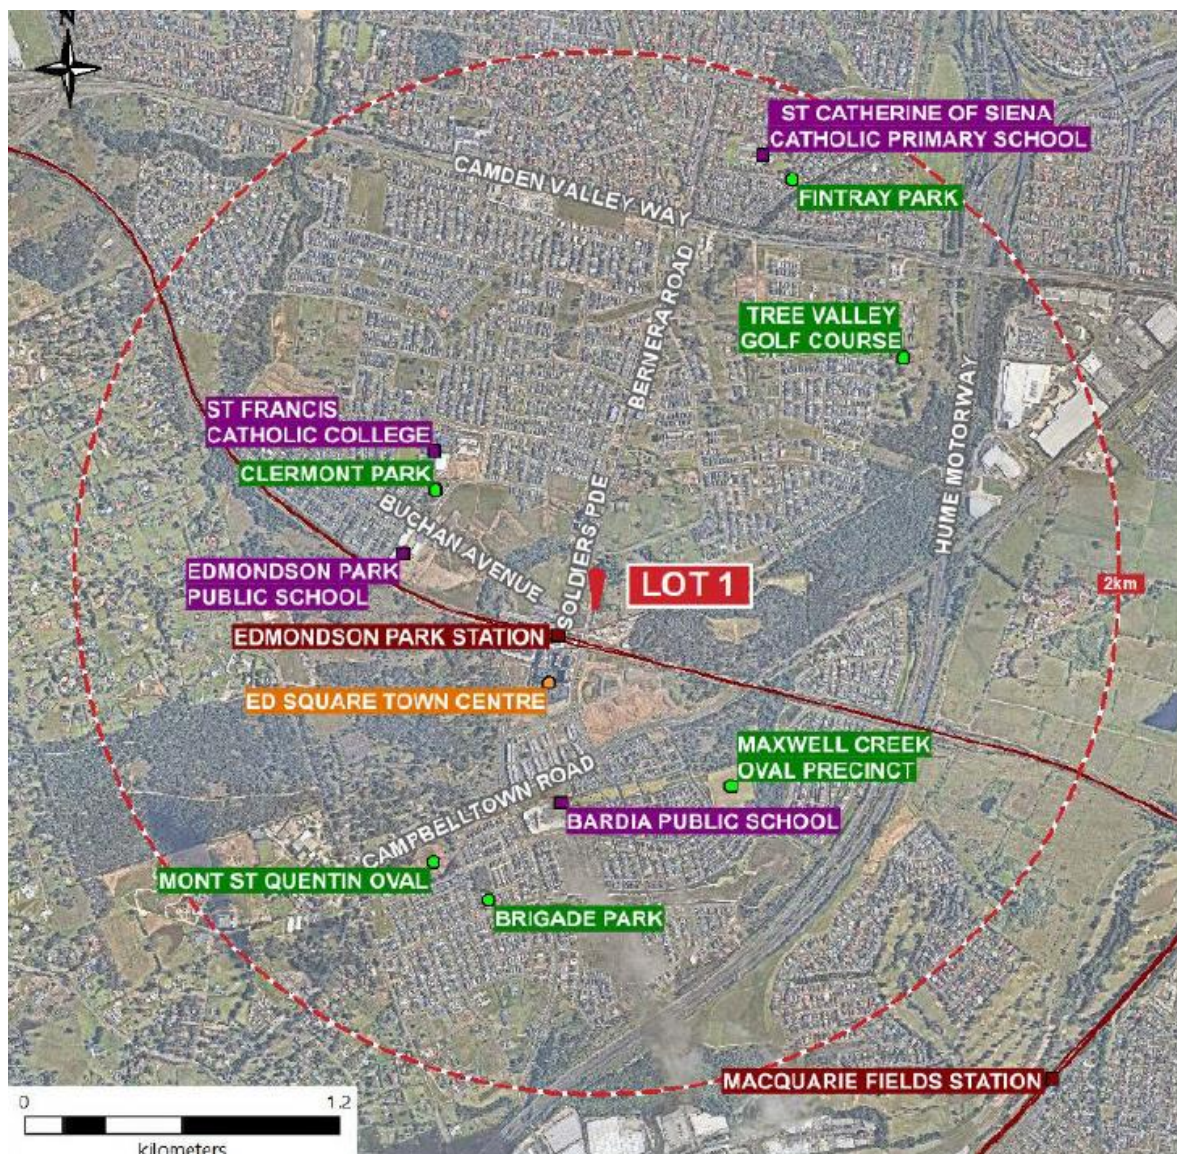 N
ST CATHERINE OF SIENA
CATHOLIC PRIMARY SCHOOL
CAMDEN VALLEY WAY
FINTRAY PARK
BERNERA ROAD
TREE VALLEY
GOLF COURSE
HUME MOTORWAY
ST FRANCIS
CATHOLIC COLLEGE
CLERMONT PARK
BUCHAN AVENUE
SOLDIERS PDE
EDMONDSON PARK
PUBLIC SCHOOL
LOT 1
2km
EDMONDSON PARK STATION
ED SQUARE TOWN CENTRE
MAXWELL CREEK
OVAL PRECINCT
CAMPBELLTOWN ROAD
BARDIA PUBLIC SCHOOL
MONT ST QUENTIN OVAL
BRIGADE PARK
MACQUARIE FIELDS STATION
0 1.2
kilometers